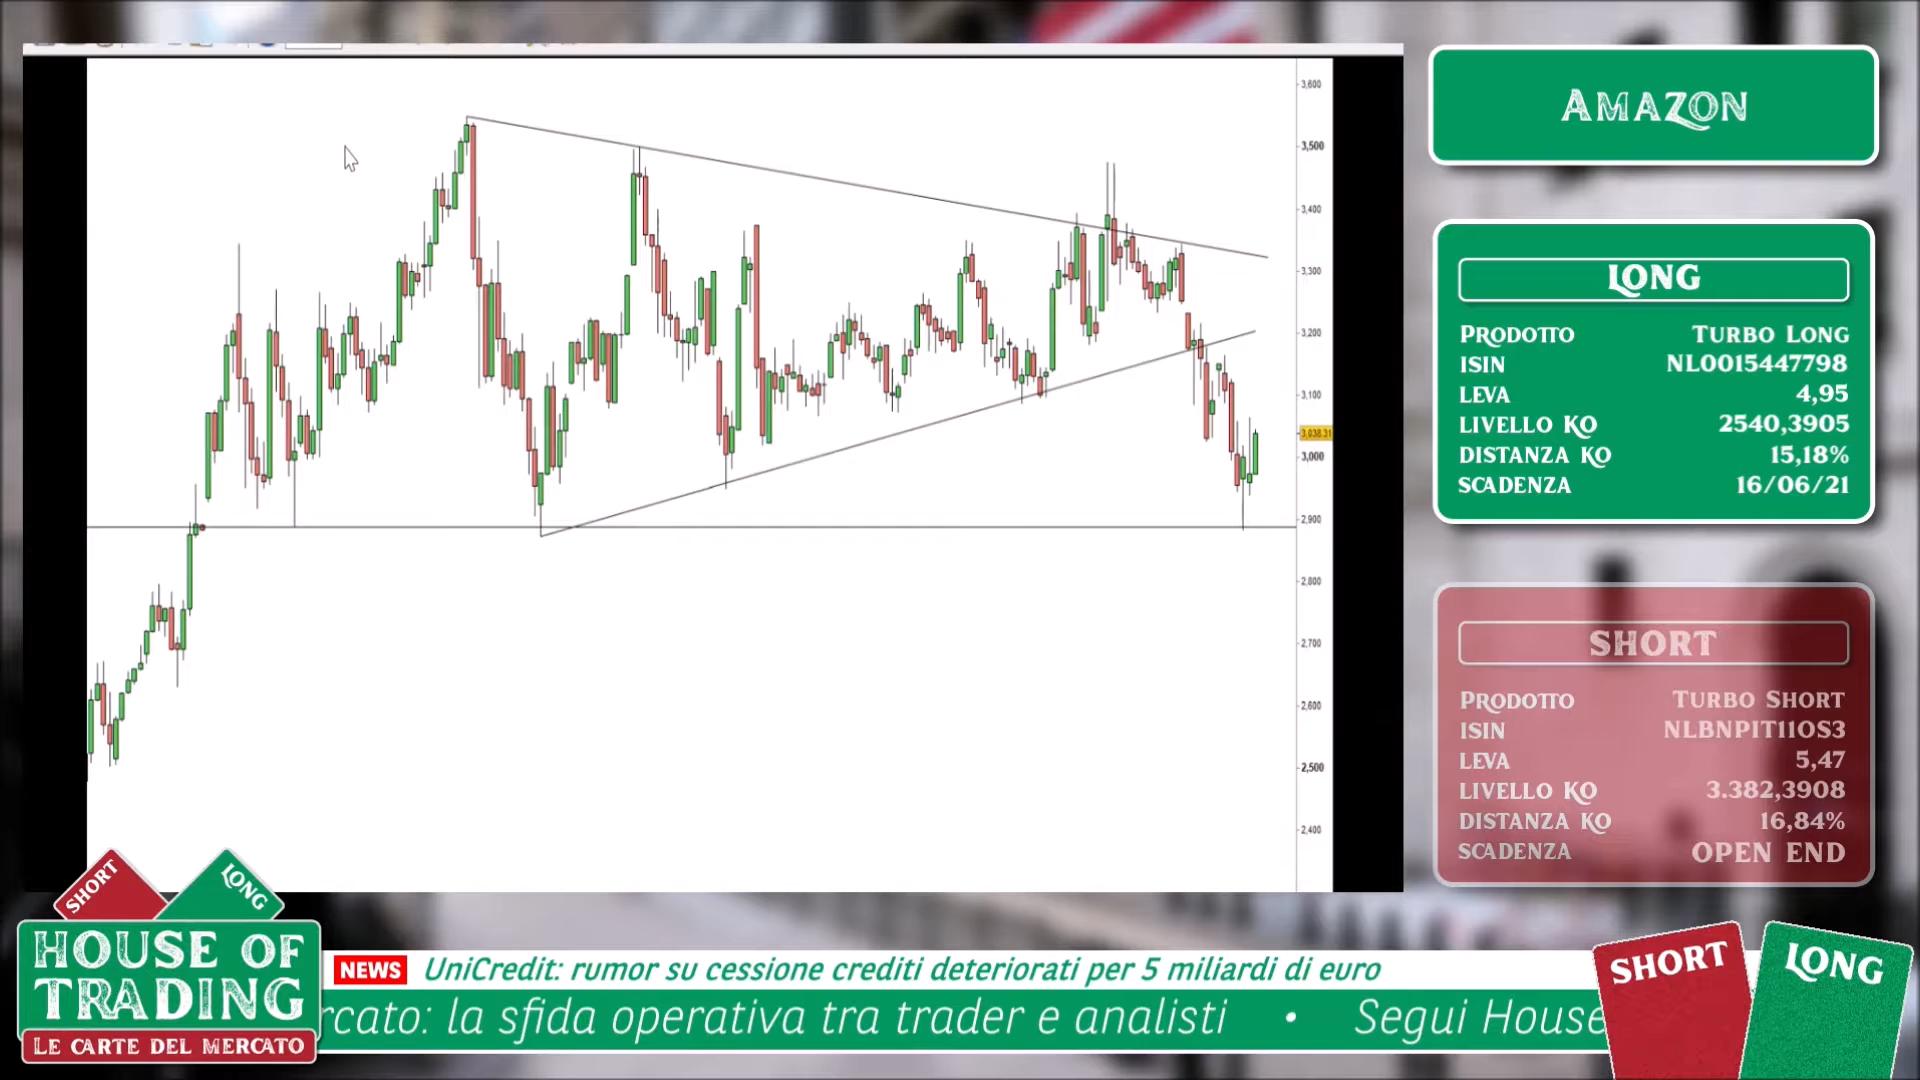 3,600
3,500
3,400
3,300
3,200
3,100
3,038.31
3,000
2,900
2,800
2,700
2,600
2,500
2,400
AMAZON
LONG
PRODOTTO TURBO LONG
ISIN NL0015447798
LEVA 4,95
LIVELLO KO 2540,3905
DISTANZA KO 15,18%
SCADENZA 16/06/21
SHORT
PRODOTTO TURBO SHORT
ISIN NLBNPIT11OS3
LEVA 5,47
LIVELLO KO 3.382,3908
DISTANZA KO 16,84%
SCADENZA OPEN END
SHORT LONG
HOUSE OF
TRADING
LE CARTE DEL MERCATO
NEWS UniCredit: rumor su cessione crediti deteriorati per 5 miliardi di euro
rcato: la sfida operativa tra trader e analisti • Segui House
SHORT LONG